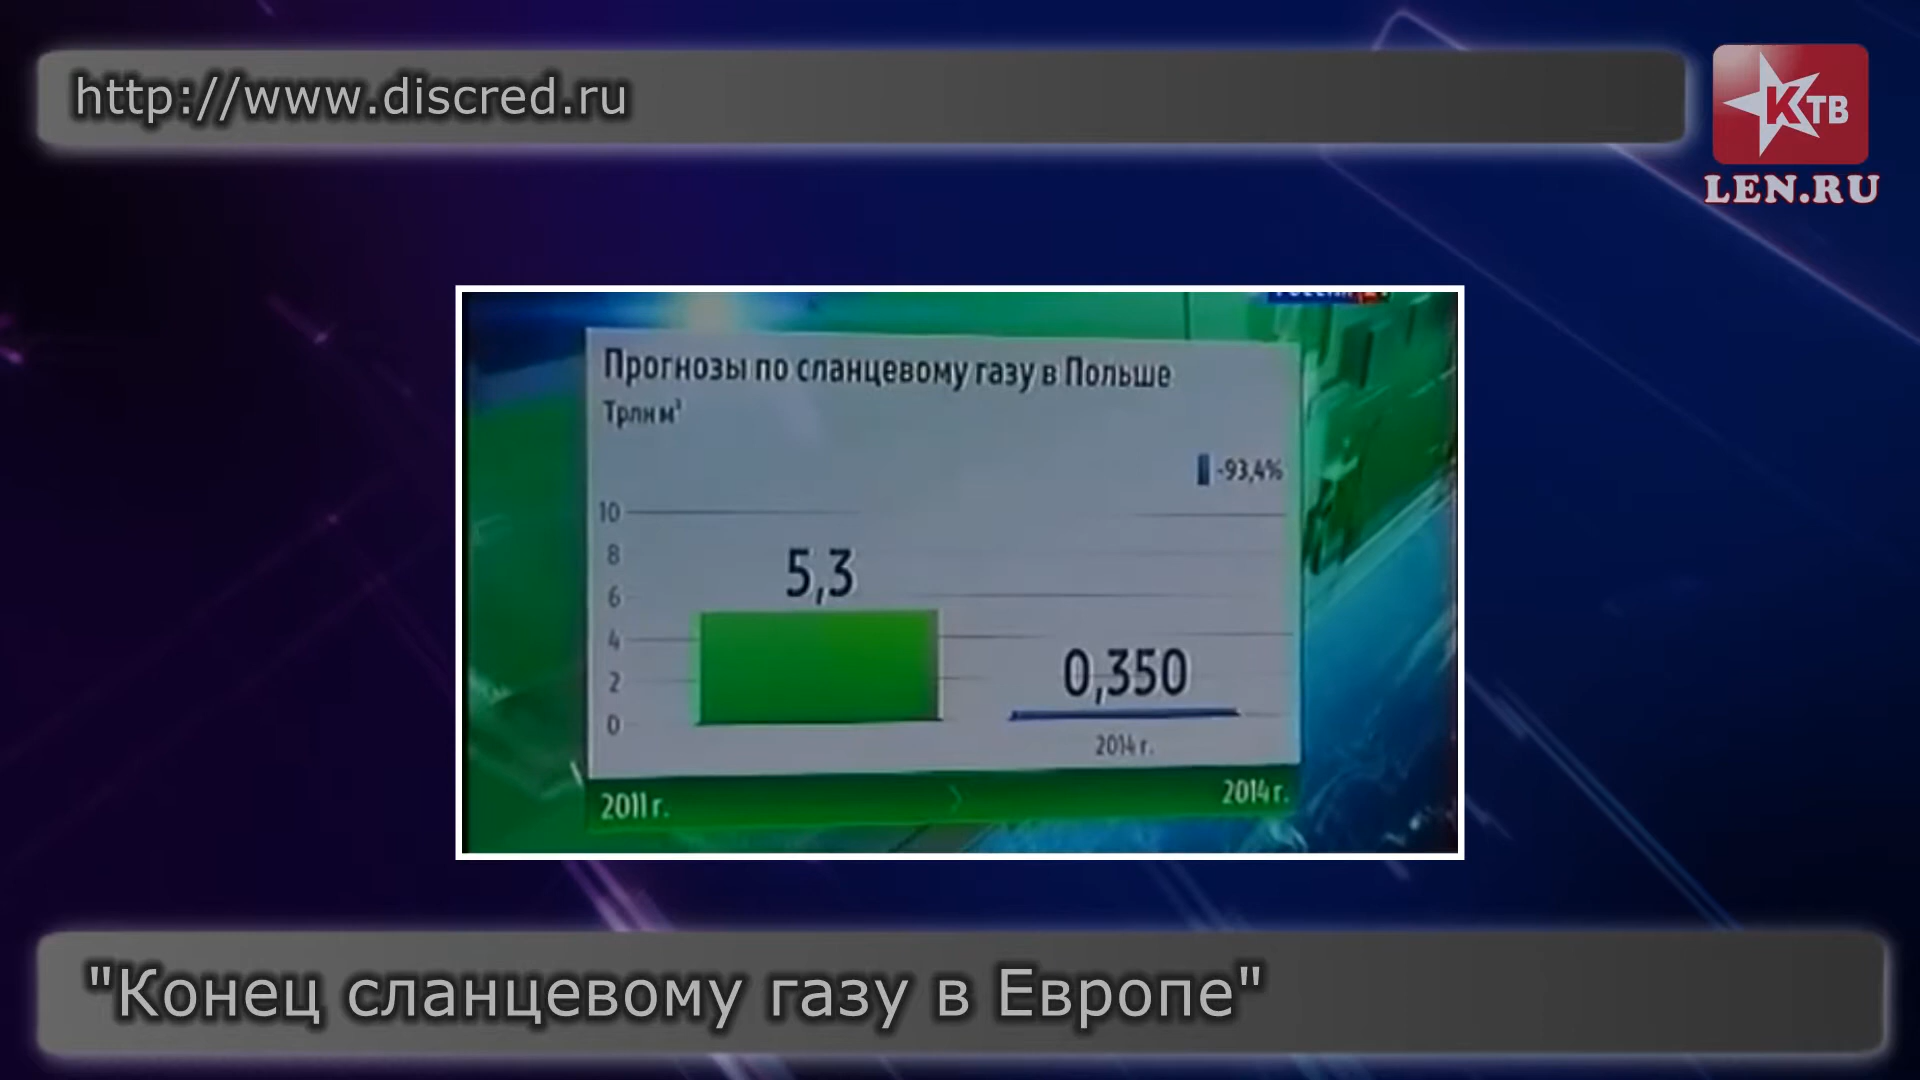 http://www.discred.ru
КТВ
LEN.RU
Прогнозы по сланцевому газу в Польше
Трлн м³
-93,4%
10
8
5,3
6
4
0,350
2
0
2014 г.
2011 г.
2014 г.
"Конец сланцевому газу в Европе"